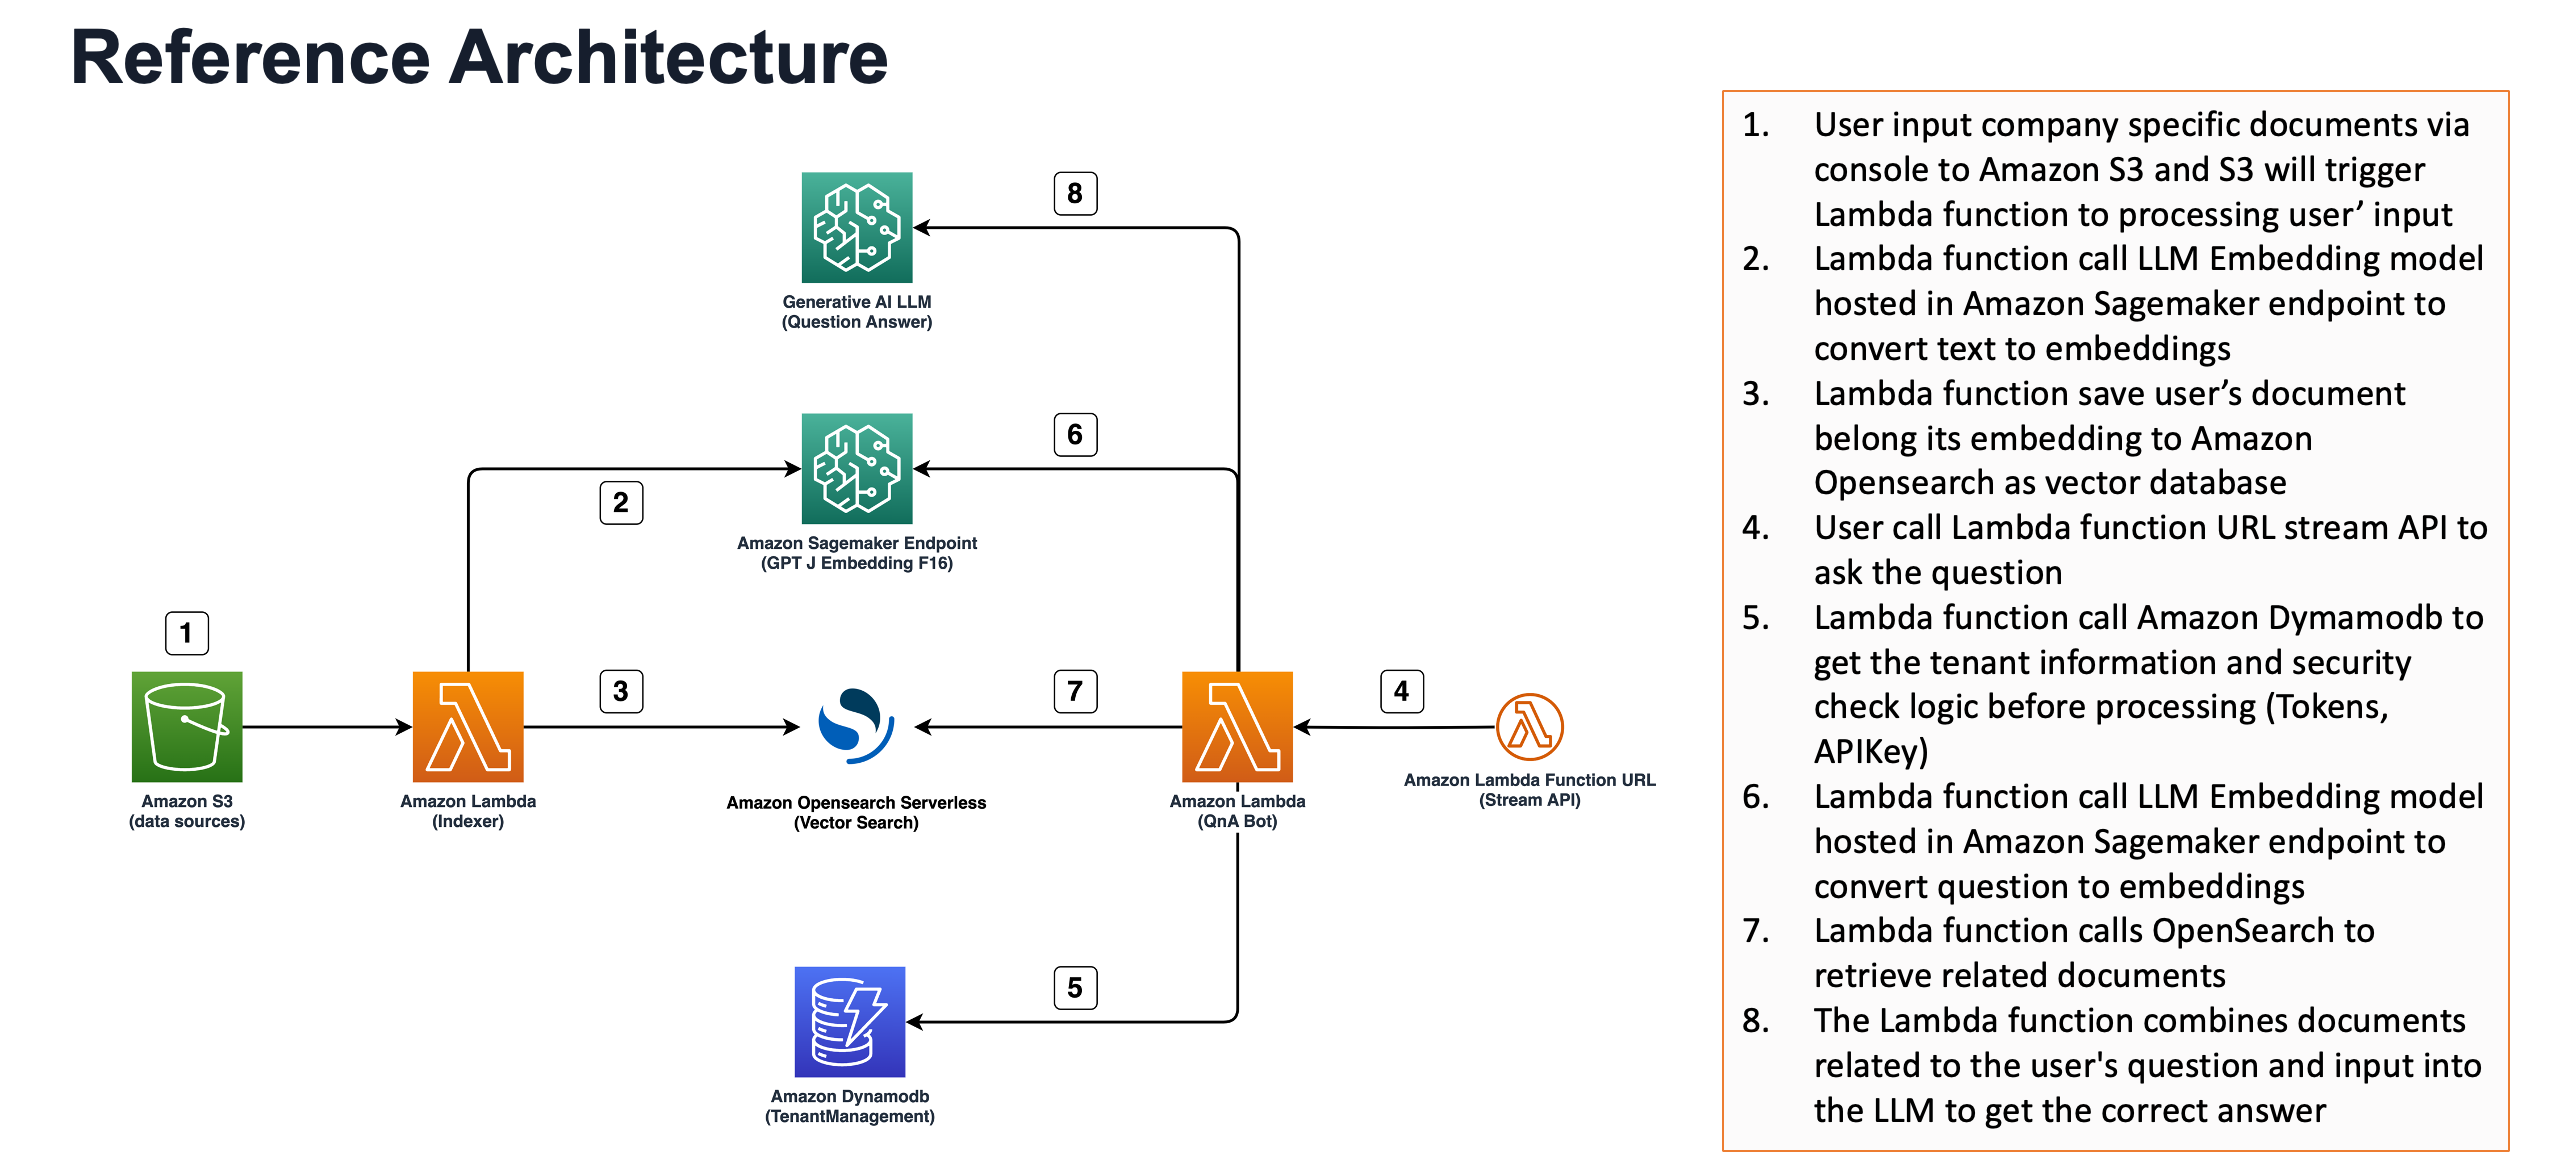 Reference Architecture
8
Generative AI LLM
(Question Answer)
6
2
Amazon Sagemaker Endpoint
(GPT J Embedding F16)
1
3
7
4
Amazon S3
(data sources)
Amazon Lambda
(Indexer)
Amazon Opensearch Serverless
(Vector Search)
Amazon Lambda
(QnA Bot)
Amazon Lambda Function URL
(Stream API)
5
Amazon Dynamodb
(TenantManagement)
1. User input company specific documents via
console to Amazon S3 and S3 will trigger
Lambda function to processing user’ input
2. Lambda function call LLM Embedding model
hosted in Amazon Sagemaker endpoint to
convert text to embeddings
3. Lambda function save user’s document
belong its embedding to Amazon
Opensearch as vector database
4. User call Lambda function URL stream API to
ask the question
5. Lambda function call Amazon Dymamodb to
get the tenant information and security
check logic before processing (Tokens,
APIKey)
6. Lambda function call LLM Embedding model
hosted in Amazon Sagemaker endpoint to
convert question to embeddings
7. Lambda function calls OpenSearch to
retrieve related documents
8. The Lambda function combines documents
related to the user's question and input into
the LLM to get the correct answer